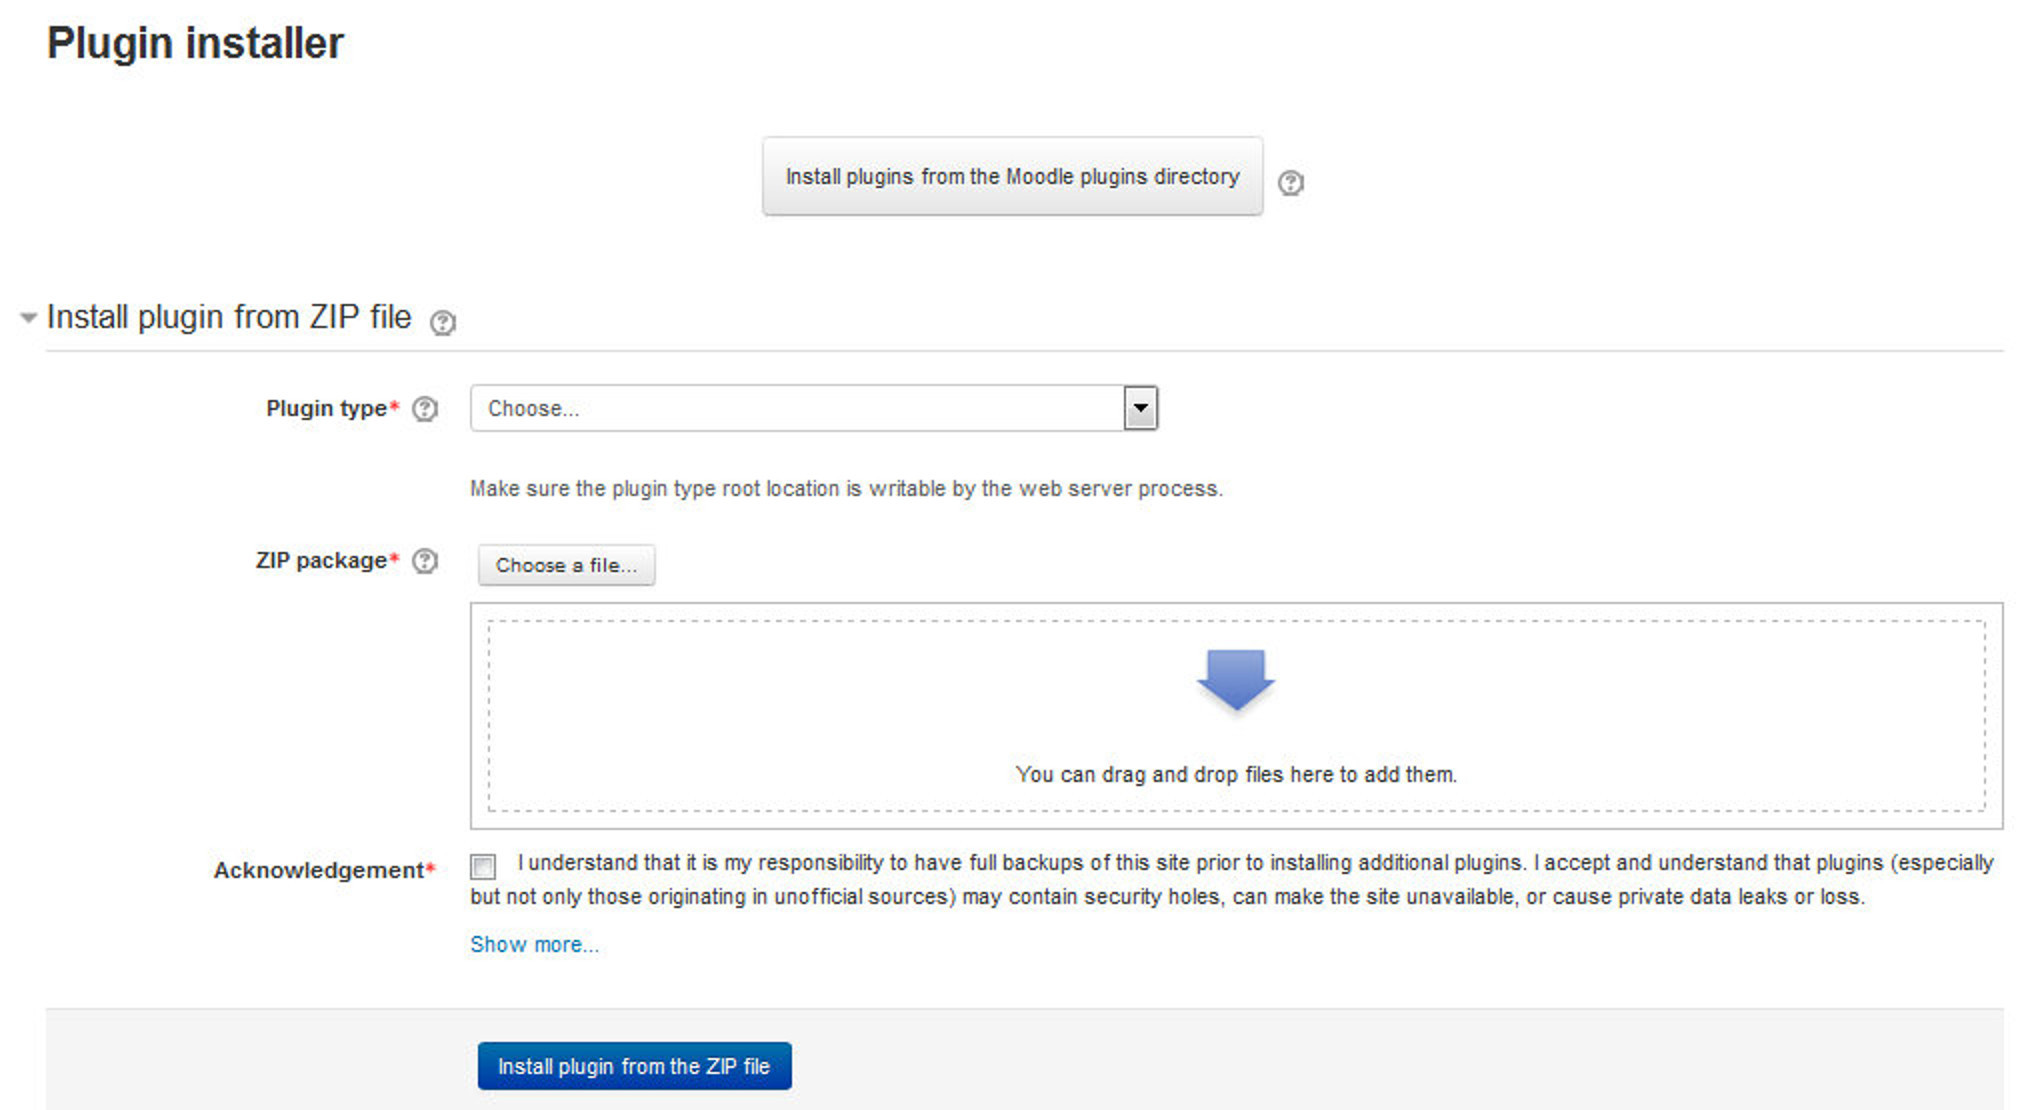 Plugin installer
Install plugins from the Moodle plugins directory
Install plugin from ZIP file
Plugin type*
Choose...
Make sure the plugin type root location is writable by the web server process.
ZIP package*
Choose a file...
You can drag and drop files here to add them.
Acknowledgement*
I understand that it is my responsibility to have full backups of this site prior to installing additional plugins. I accept and understand that plugins (especially
but not only those originating in unofficial sources) may contain security holes, can make the site unavailable, or cause private data leaks or loss.
Show more...
Install plugin from the ZIP file